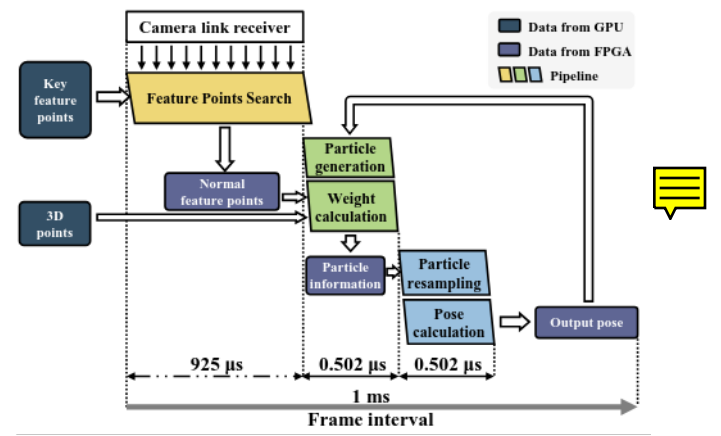 Camera link receiver
Data from GPU
Data from FPGA
Pipeline
Key
feature
points
Feature Points Search
Particle
generation
Normal
feature points
Weight
calculation
3D
points
Particle
information
Particle
resampling
Pose
calculation
Output pose
925 μs
0.502 μs
0.502 μs
1 ms
Frame interval